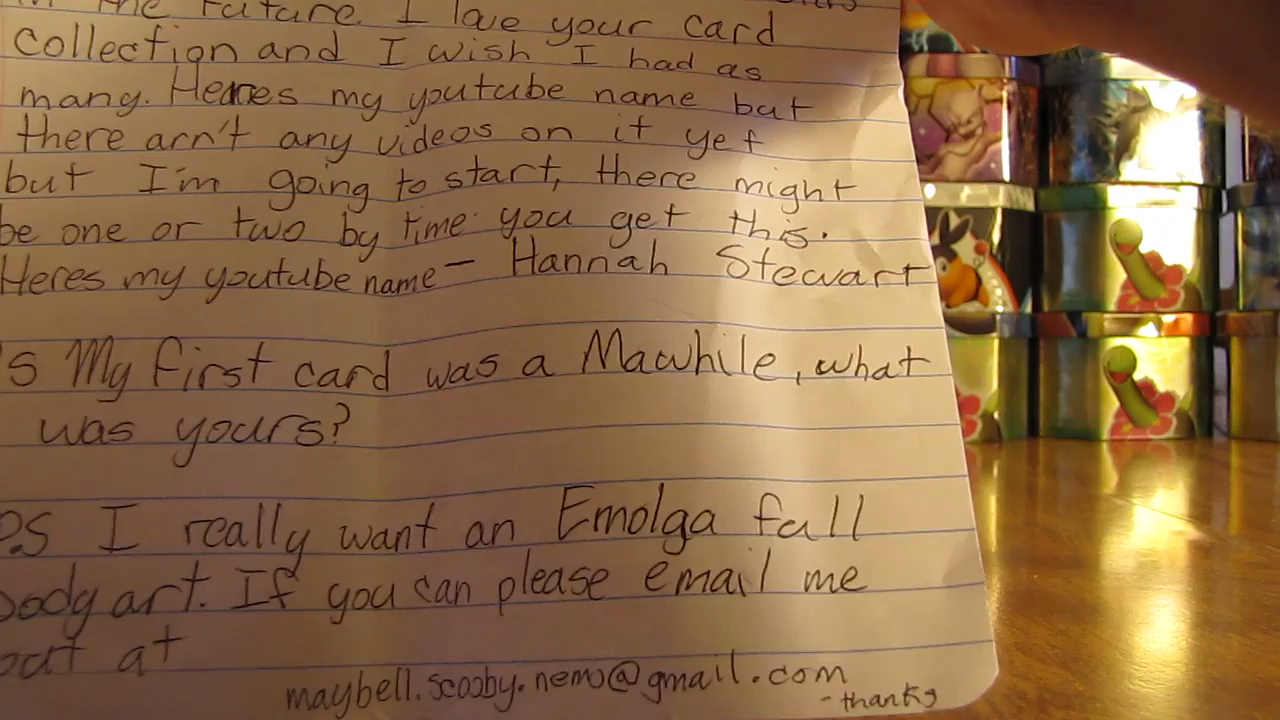 the Future. I love your card
collection and I wish I had as
many. Heres my youtube name but
there arn't any videos on it yet
but I'm going to start, there might
be one or two by time you get this.
Heres my youtube name - Hannah Stewart
S My first card was a Mawhile, what
was yours?
P.S I really want an Emolga full
body art. If you can please email me
at
maybell.scooby.nemo@gmail.com
- thanks